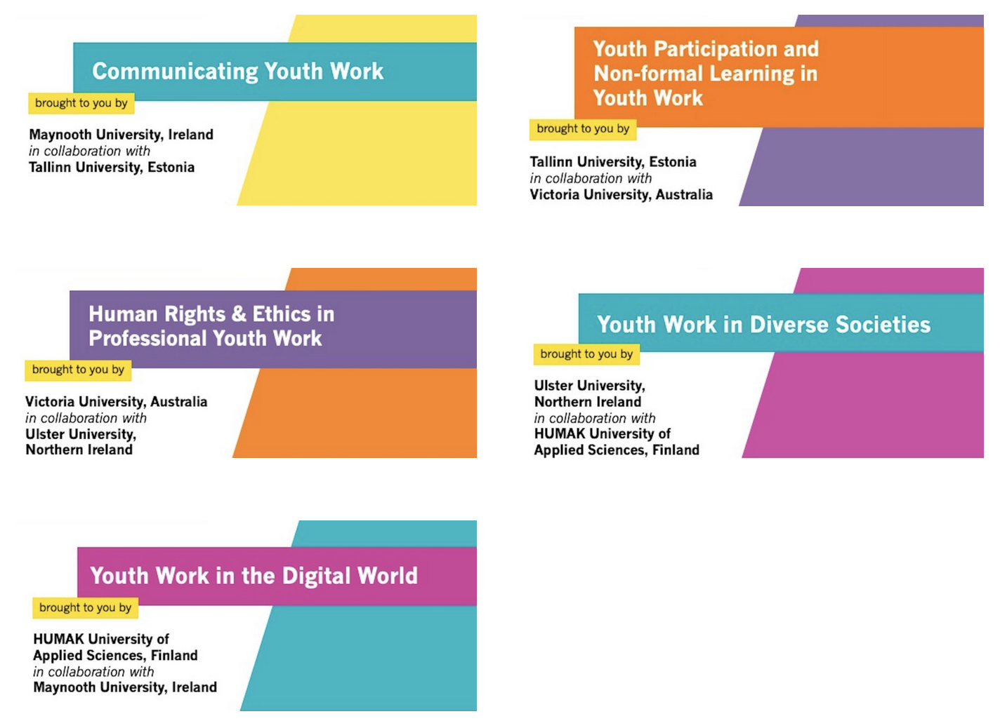 Communicating Youth Work
brought to you by
Maynooth University, Ireland
in collaboration with
Tallinn University, Estonia
Youth Participation and
Non-formal Learning in
Youth Work
brought to you by
Tallinn University, Estonia
in collaboration with
Victoria University, Australia
Human Rights & Ethics in
Professional Youth Work
brought to you by
Victoria University, Australia
in collaboration with
Ulster University,
Northern Ireland
Youth Work in Diverse Societies
brought to you by
Ulster University,
Northern Ireland
in collaboration with
HUMAK University of
Applied Sciences, Finland
Youth Work in the Digital World
brought to you by
HUMAK University of
Applied Sciences, Finland
in collaboration with
Maynooth University, Ireland